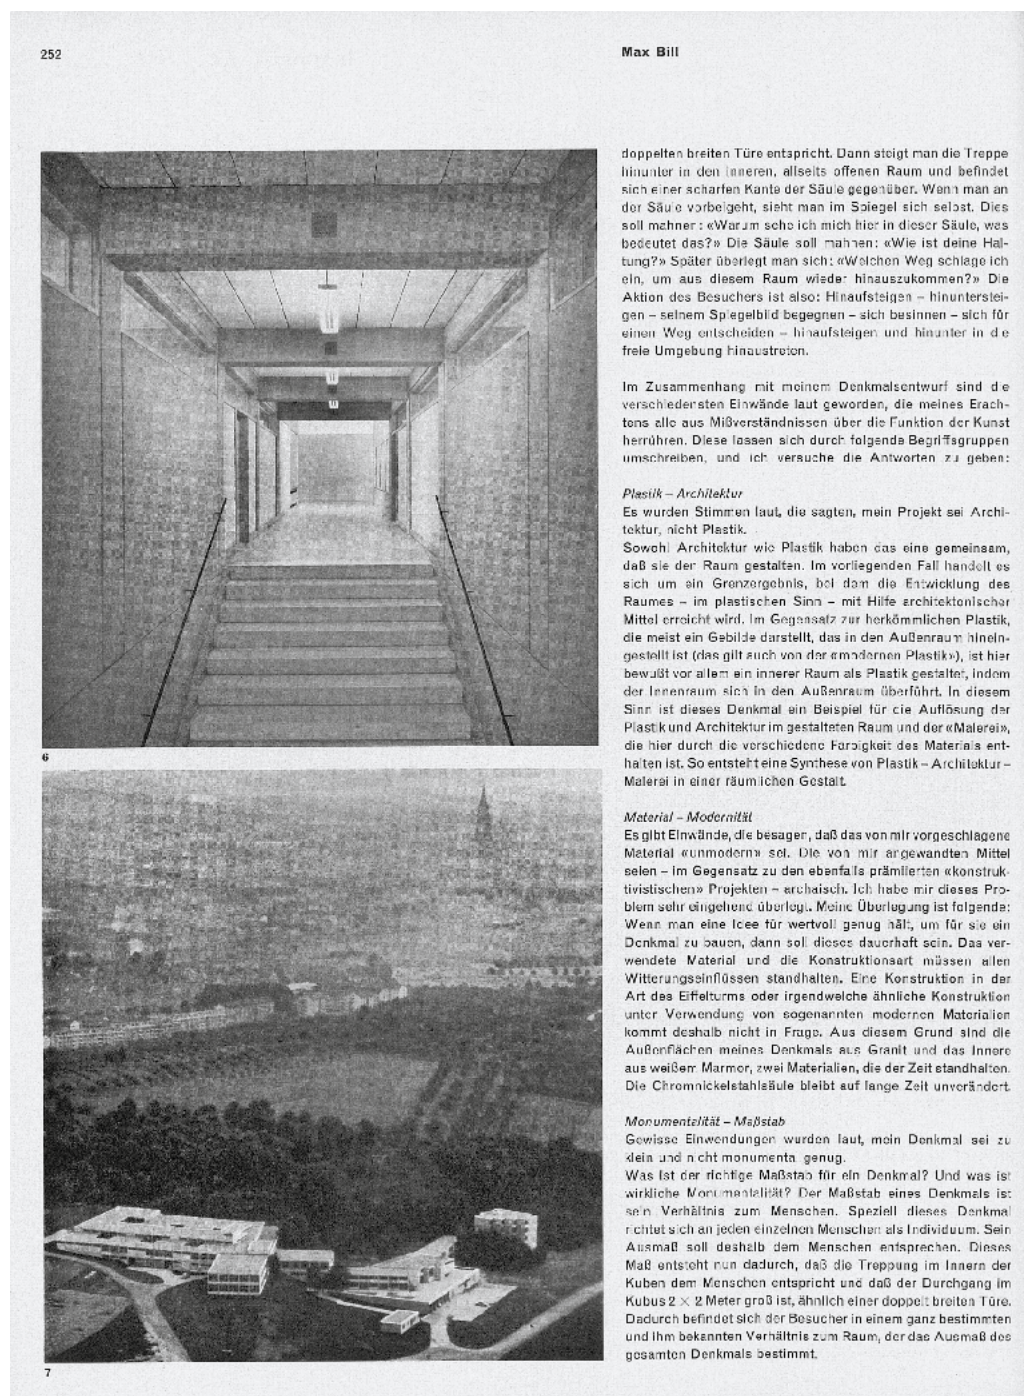 252
Max Bill
doppelten breiten Türe entspricht. Dann steigt man die Treppe
hinunter in den inneren, allseits offenen Raum und befindet
sich einer scharfen Kante der Säule gegenüber. Wenn man an
der Säule vorbeigeht, sieht man im Spiegel sich selbst. Dies
soll mahnen: «Warum sehe ich mich hier in dieser Säule, was
bedeutet das?» Die Säule soll mahnen: «Wie ist deine Hal-
tung?» Später überlegt man sich: «Welchen Weg schlage ich
ein, um aus diesem Raum wieder hinauszukommen?» Die
Aktion des Besuchers ist also: Hinaufsteigen – hinunterstei-
gen – seinem Spiegelbild begegnen – sich besinnen – sich für
einen Weg entscheiden – hinaufsteigen und hinunter in die
freie Umgebung hinaustreten.
Im Zusammenhang mit meinem Denkmalsentwurf sind die
verschiedensten Einwände laut geworden, die meines Erach-
tens alle aus Mißverständnissen über die Funktion der Kunst
herrühren. Diese lassen sich durch folgende Begriffsgruppen
umschreiben, und ich versuche die Antworten zu geben:
Plastik – Architektur
Es wurden Stimmen laut, die sagten, mein Projekt sei Archi-
tektur, nicht Plastik.
Sowohl Architektur wie Plastik haben das eine gemeinsam,
daß sie den Raum gestalten. Im vorliegenden Fall handelt es
sich um ein Grenzergebnis, bei dem die Entwicklung des
Raumes – im plastischen Sinn – mit Hilfe architektonischer
Mittel erreicht wird. Im Gegensatz zur herkömmlichen Plastik,
die meist ein Gebilde darstellt, das in den Außenraum hinein-
gestellt ist (das gilt auch von der «modernen Plastik»), ist hier
bewußt vor allem ein innerer Raum als Plastik gestaltet, indem
der Innenraum sich in den Außenraum überführt. In diesem
Sinn ist dieses Denkmal ein Beispiel für die Auflösung der
Plastik und Architektur im gestalteten Raum und der «Malerei»,
die hier durch die verschiedene Farbigkeit des Materials ent-
halten ist. So entsteht eine Synthese von Plastik – Architektur –
Malerei in einer räumlichen Gestalt.
Material – Modernität
Es gibt Einwände, die besagen, daß das von mir vorgeschlagene
Material «unmodern» sei. Die von mir angewandten Mittel
seien – im Gegensatz zu den ebenfalls prämiierten «konstruk-
tivistischen» Projekten – archaisch. Ich habe mir dieses Pro-
blem sehr eingehend überlegt. Meine Überlegung ist folgende:
Wenn man eine Idee für wertvoll genug hält, um für sie ein
Denkmal zu bauen, dann soll dieses dauerhaft sein. Das ver-
wendete Material und die Konstruktionsart müssen allen
Witterungseinflüssen standhalten. Eine Konstruktion in der
Art des Eiffelturms oder irgendwelche ähnliche Konstruktion
unter Verwendung von sogenannten modernen Materialien
kommt deshalb nicht in Frage. Aus diesem Grund sind die
Außenflächen meines Denkmals aus Granit und das Innere
aus weißem Marmor, zwei Materialien, die der Zeit standhalten.
Die Chromnickelstahlsäule bleibt auf lange Zeit unverändert.
Monumentalität – Maßstab
Gewisse Einwendungen wurden laut, mein Denkmal sei zu
klein und nicht monumental genug.
Was ist der richtige Maßstab für ein Denkmal? Und was ist
wirkliche Monumentalität? Der Maßstab eines Denkmals ist
sein Verhältnis zum Menschen. Speziell dieses Denkmal
richtet sich an jeden einzelnen Menschen als Individuum. Sein
Ausmaß soll deshalb dem Menschen entsprechen. Dieses
Maß entsteht nun dadurch, daß die Treppung im Innern der
Kuben dem Menschen entspricht und daß der Durchgang im
Kubus 2 × 2 Meter groß ist, ähnlich einer doppelt breiten Türe.
Dadurch befindet sich der Besucher in einem ganz bestimmten
und ihm bekannten Verhältnis zum Raum, der das Ausmaß des
gesamten Denkmals bestimmt.
6
7